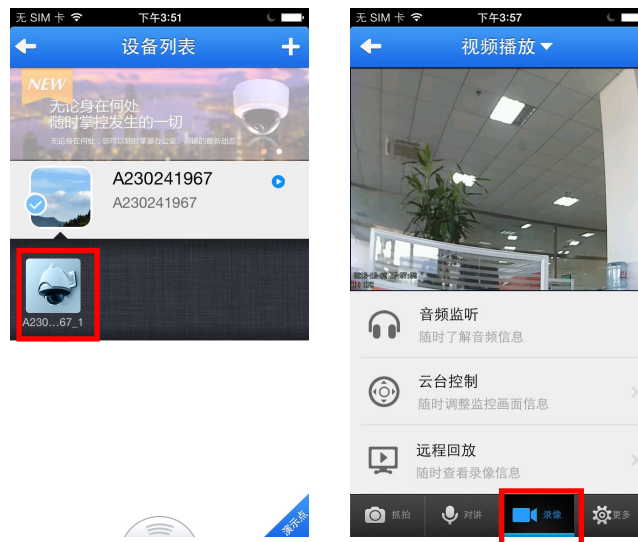 无 SIM 卡 下午3:51
设备列表
NEW
无论身在何处
随时掌控发生的一切
A230241967
A230241967
A230...67_1
演示点
无 SIM 卡 下午3:57
视频播放
音频监听
随时了解音频信息
云台控制
随时调整监控画面信息
远程回放
随时查看录像信息
抓拍 对讲 录像 更多